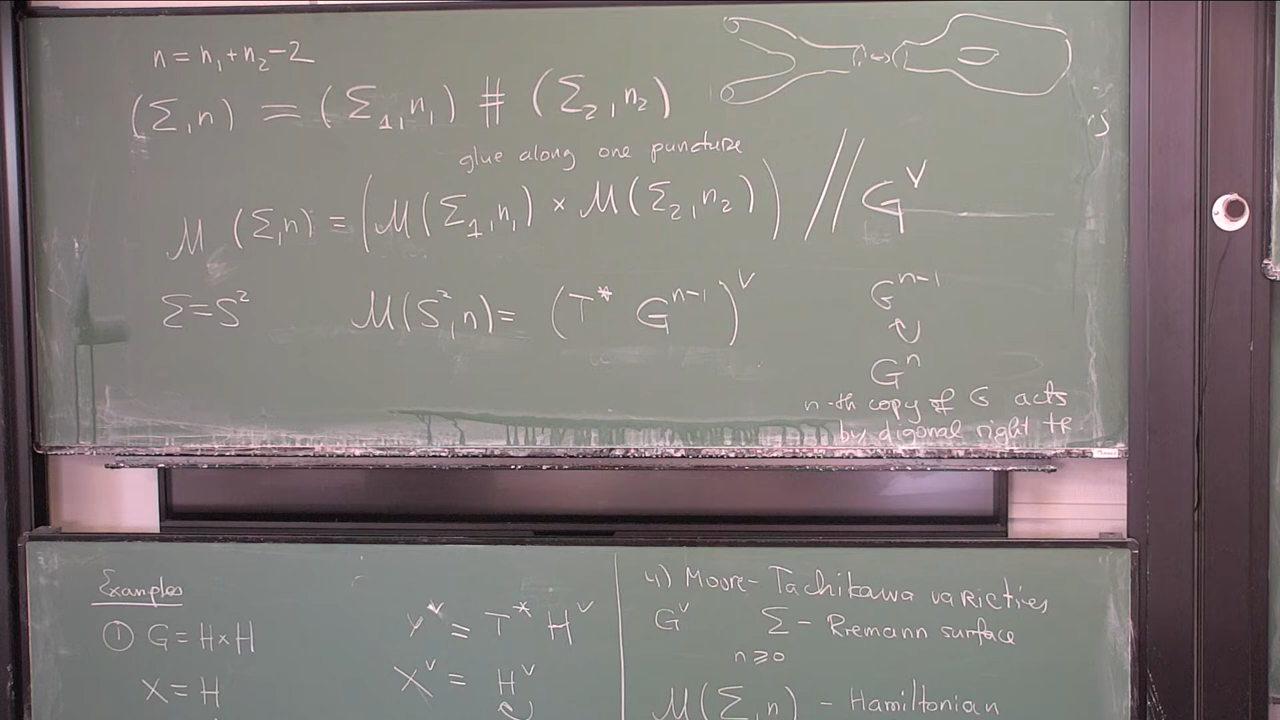 n = n₁ + n₂ - 2
(Σ, n) = (Σ₁, n₁) # (Σ₂, n₂)
glue along one puncture
M (Σ, n) = (M(Σ₁, n₁) × M(Σ₂, n₂)) // G^∨
Σ = S² M(S², n) = (T* G^{n-1})^∨
G^{n-1}
↻
G^n
n-th copy of G acts
by digonal right tr
Examples
① G = H × H
X = H
Y^∨ = T* H^∨
X^∨ = H^∨
4) Moore-Tachikawa varieties
G^∨ Σ - Riemann surface
n ≥ 0
M(Σ, n) - Hamiltonian